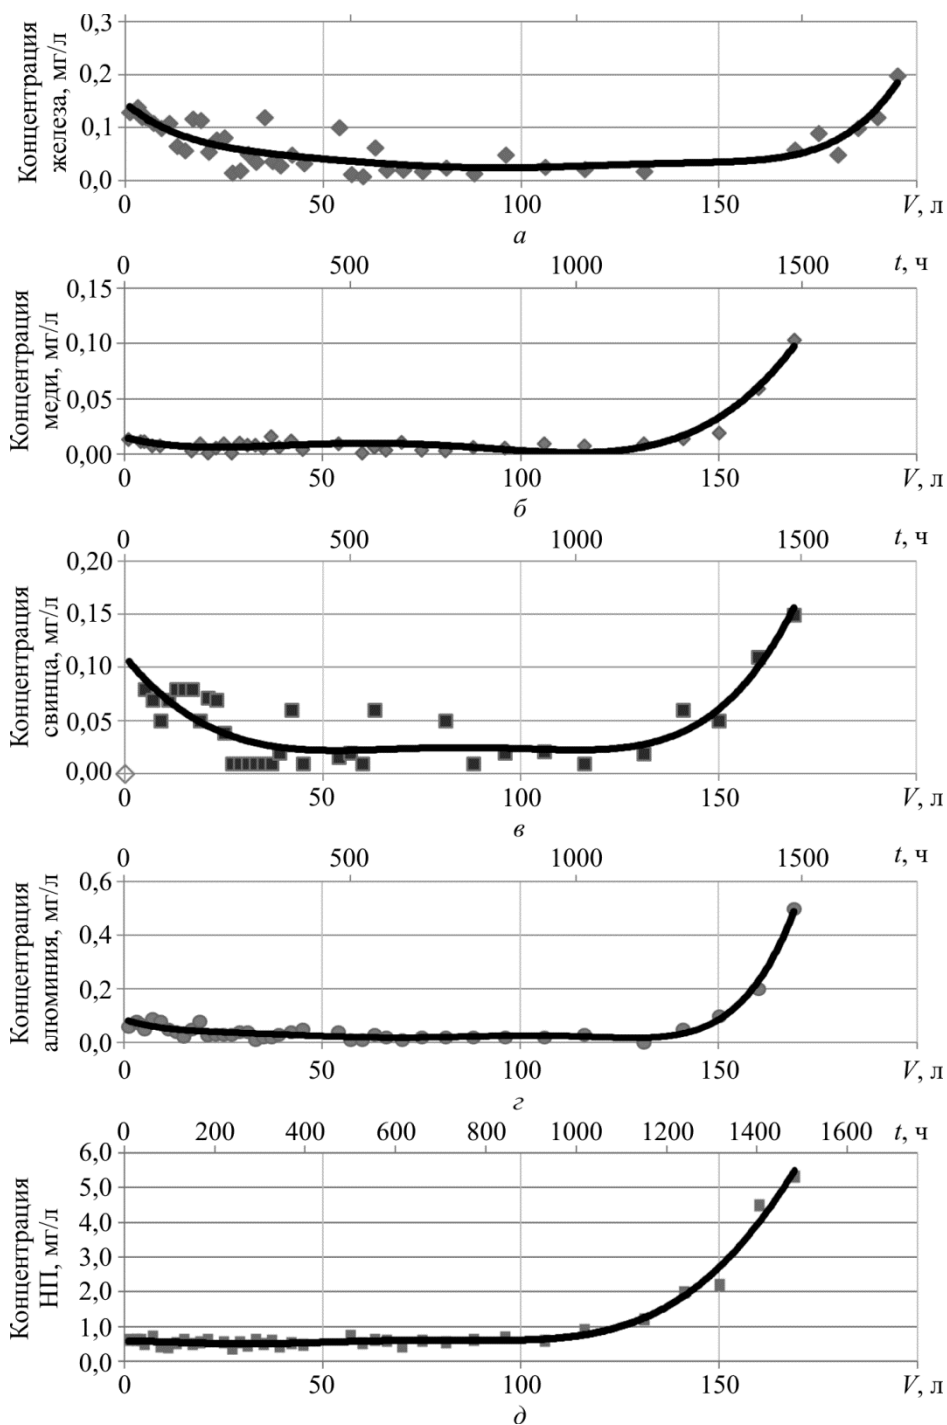 Концентрация
железа, мг/л
0,3
0,2
0,1
0,0
0 50 100 150 V, л
а
0 500 1000 1500 t, ч
Концентрация
меди, мг/л
0,15
0,10
0,05
0,00
0 50 100 150 V, л
б
0 500 1000 1500 t, ч
Концентрация
свинца, мг/л
0,20
0,15
0,10
0,05
0,00
0 50 100 150 V, л
в
0 500 1000 1500 t, ч
Концентрация
алюминия, мг/л
0,6
0,4
0,2
0,0
0 50 100 150 V, л
г
0 200 400 600 800 1000 1200 1400 1600 t, ч
Концентрация
НП, мг/л
6,0
5,0
4,0
3,0
2,0
1,0
0,0
0 50 100 150 V, л
д